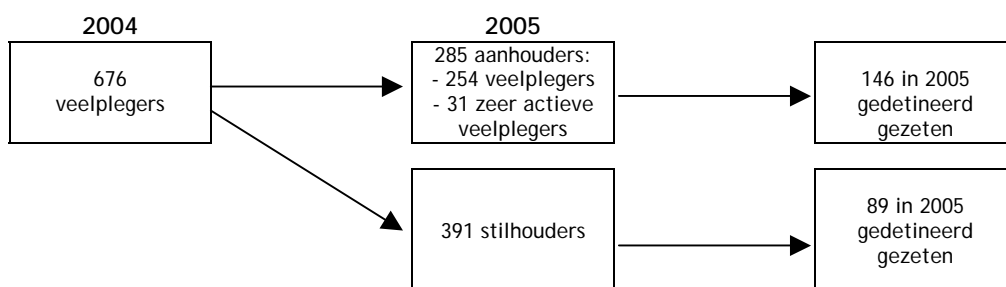 2004
2005
676
veelplegers
285 aanhouders:
- 254 veelplegers
- 31 zeer actieve
veelplegers
146 in 2005
gedetineerd
gezeten
391 stilhouders
89 in 2005
gedetineerd
gezeten